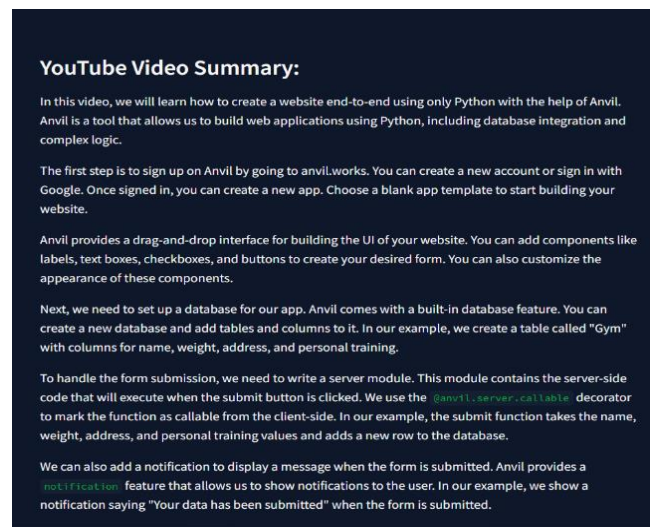 YouTube Video Summary:
In this video, we will learn how to create a website end-to-end using only Python with the help of Anvil.
Anvil is a tool that allows us to build web applications using Python, including database integration and
complex logic.
The first step is to sign up on Anvil by going to anvil.works. You can create a new account or sign in with
Google. Once signed in, you can create a new app. Choose a blank app template to start building your
website.
Anvil provides a drag-and-drop interface for building the UI of your website. You can add components like
labels, text boxes, checkboxes, and buttons to create your desired form. You can also customize the
appearance of these components.
Next, we need to set up a database for our app. Anvil comes with a built-in database feature. You can
create a new database and add tables and columns to it. In our example, we create a table called "Gym"
with columns for name, weight, address, and personal training.
To handle the form submission, we need to write a server module. This module contains the server-side
code that will execute when the submit button is clicked. We use the @anvil.server.callable decorator
to mark the function as callable from the client-side. In our example, the submit function takes the name,
weight, address, and personal training values and adds a new row to the database.
We can also add a notification to display a message when the form is submitted. Anvil provides a
notification feature that allows us to show notifications to the user. In our example, we show a
notification saying "Your data has been submitted" when the form is submitted.